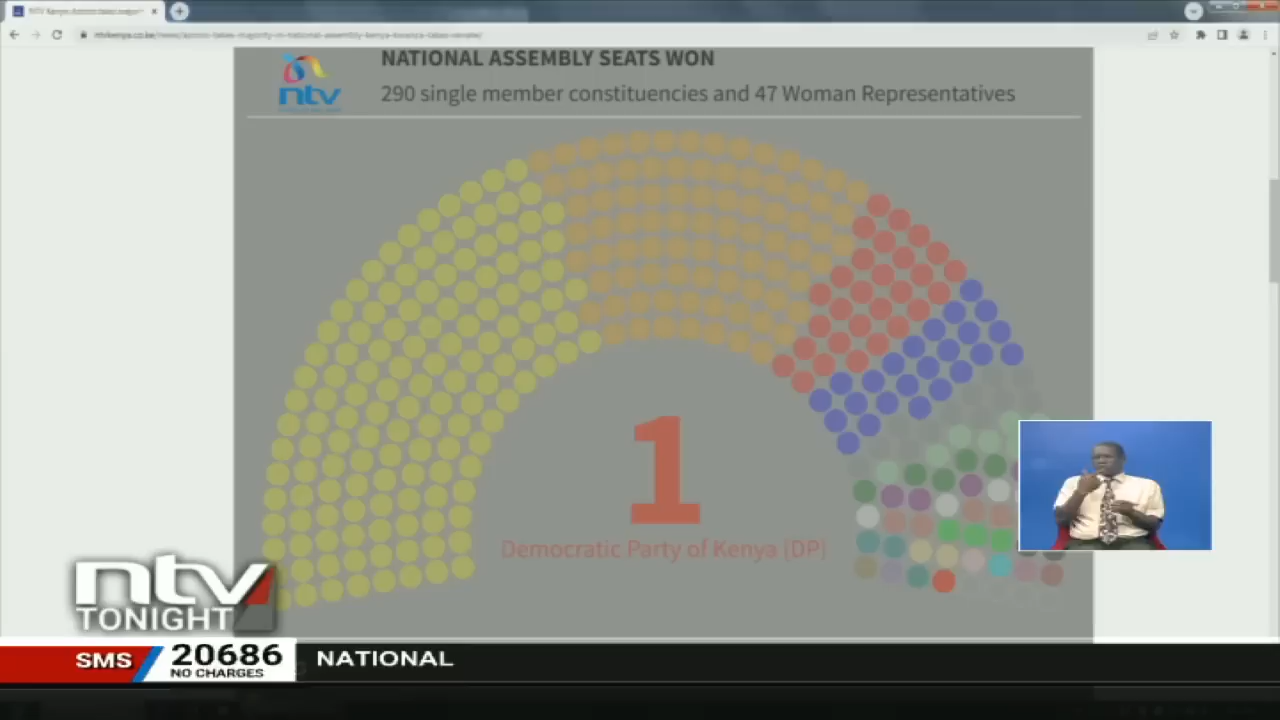 NATIONAL ASSEMBLY SEATS WON
ntv
290 single member constituencies and 47 Woman Representatives
1
Democratic Party of Kenya (DP)
ntv
TONIGHT
SMS 20686 NATIONAL
NO CHARGES